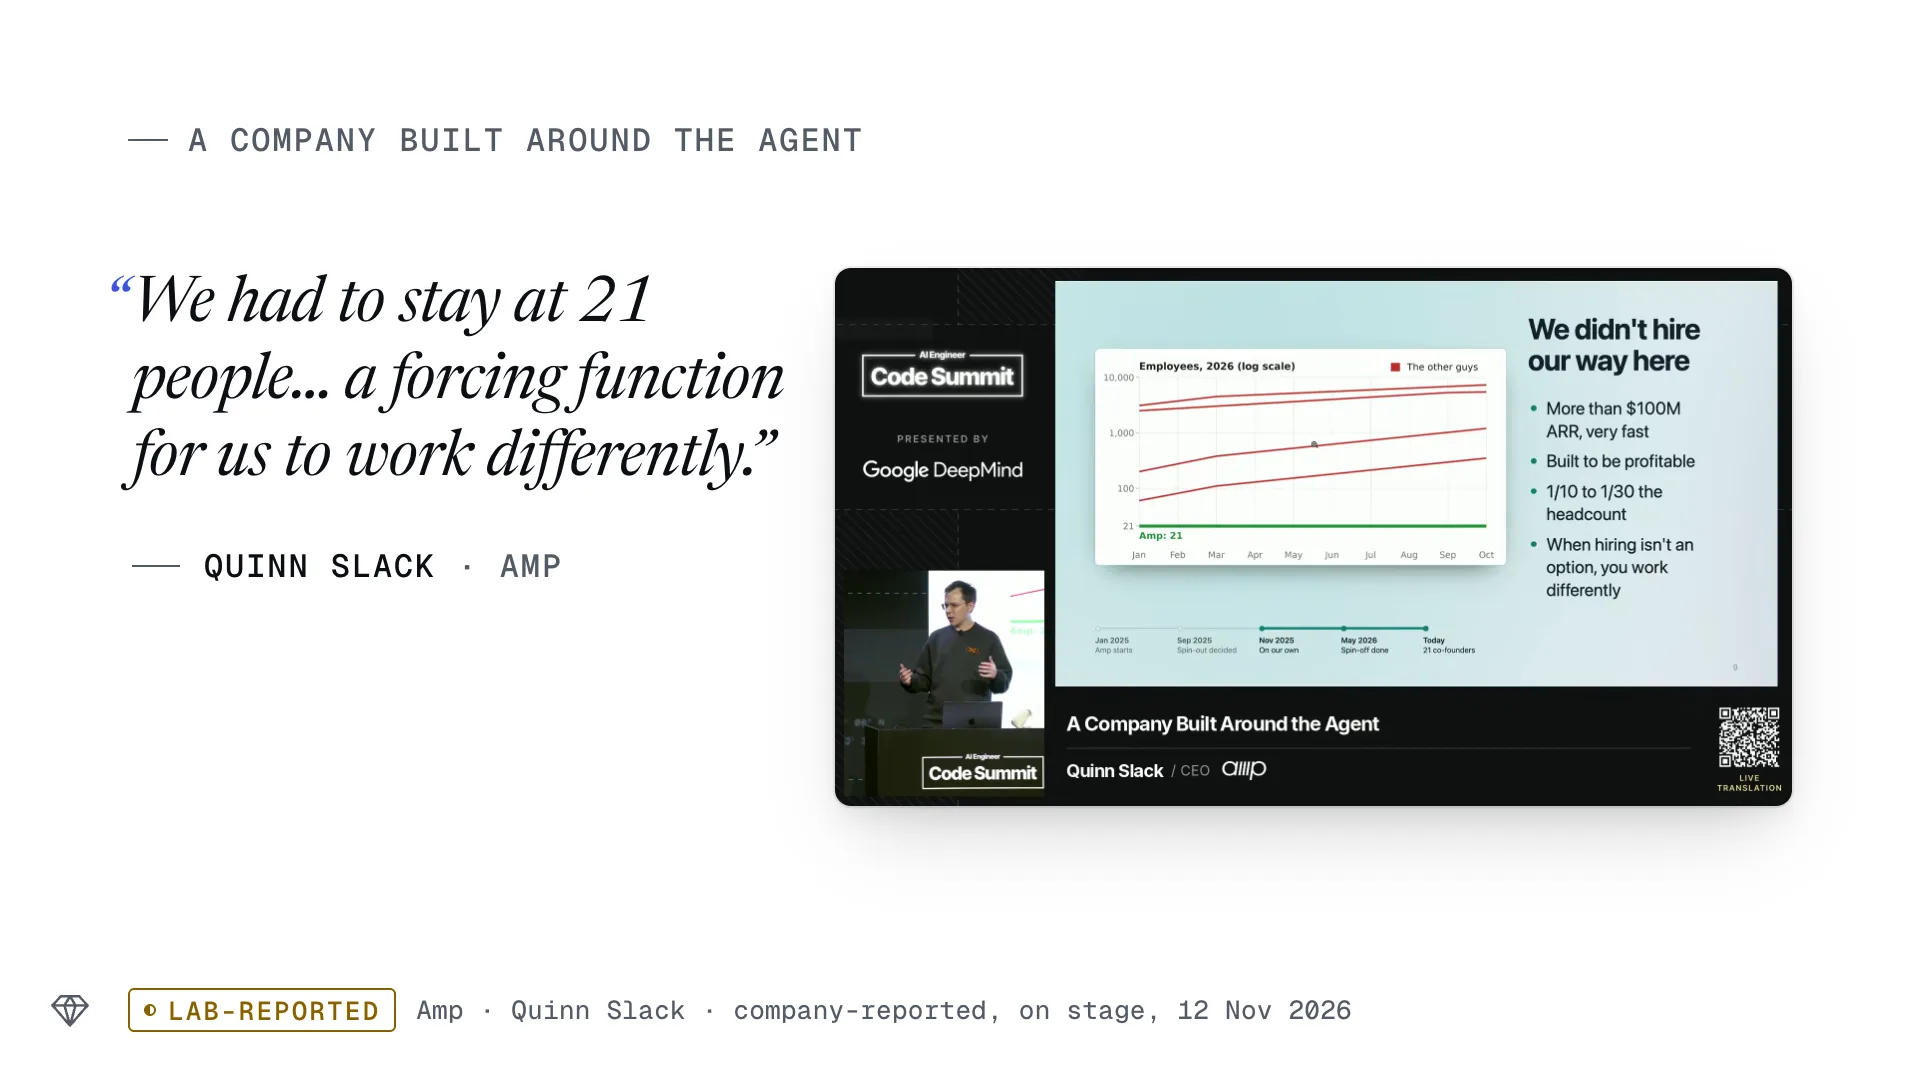 A COMPANY BUILT AROUND THE AGENT
“We had to stay at 21
people... a forcing function
for us to work differently.”
QUINN SLACK · AMP
AI Engineer
Code Summit
PRESENTED BY
Google DeepMind
Employees, 2026 (log scale)
The other guys
10,000
1,000
100
21
Amp: 21
Jan Feb Mar Apr May Jun Jul Aug Sep Oct
We didn't hire
our way here
• More than $100M
ARR, very fast
• Built to be profitable
• 1/10 to 1/30 the
headcount
• When hiring isn't an
option, you work
differently
Jan 2025
Amp starts
Sep 2025
Spin-out decided
Nov 2025
On our own
May 2026
Spin-off done
Today
21 co-founders
9
AI Engineer
Code Summit
A Company Built Around the Agent
Quinn Slack / CEO amp
LIVE
TRANSLATION
LAB-REPORTED
Amp · Quinn Slack · company-reported, on stage, 12 Nov 2026